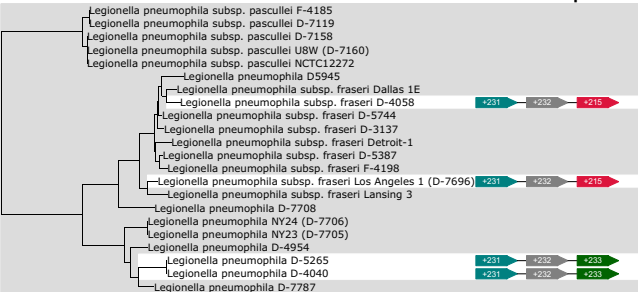 Legionella pneumophila subsp. pascullei F-4185
Legionella pneumophila subsp. pascullei D-7119
Legionella pneumophila subsp. pascullei D-7158
Legionella pneumophila subsp. pascullei U8W (D-7160)
Legionella pneumophila subsp. pascullei NCTC12272
Legionella pneumophila D5945
Legionella pneumophila subsp. fraseri Dallas 1E
Legionella pneumophila subsp. fraseri D-4058 +231 +232 +215
Legionella pneumophila subsp. fraseri D-5744
Legionella pneumophila subsp. fraseri D-3137
Legionella pneumophila subsp. fraseri Detroit-1
Legionella pneumophila subsp. fraseri D-5387
Legionella pneumophila subsp. fraseri F-4198
Legionella pneumophila subsp. fraseri Los Angeles 1 (D-7696) +231 +232 +215
Legionella pneumophila subsp. fraseri Lansing 3
Legionella pneumophila D-7708
Legionella pneumophila NY24 (D-7706)
Legionella pneumophila NY23 (D-7705)
Legionella pneumophila D-4954
Legionella pneumophila D-5265 +231 +232 +233
Legionella pneumophila D-4040 +231 +232 +233
Legionella pneumophila D-7787